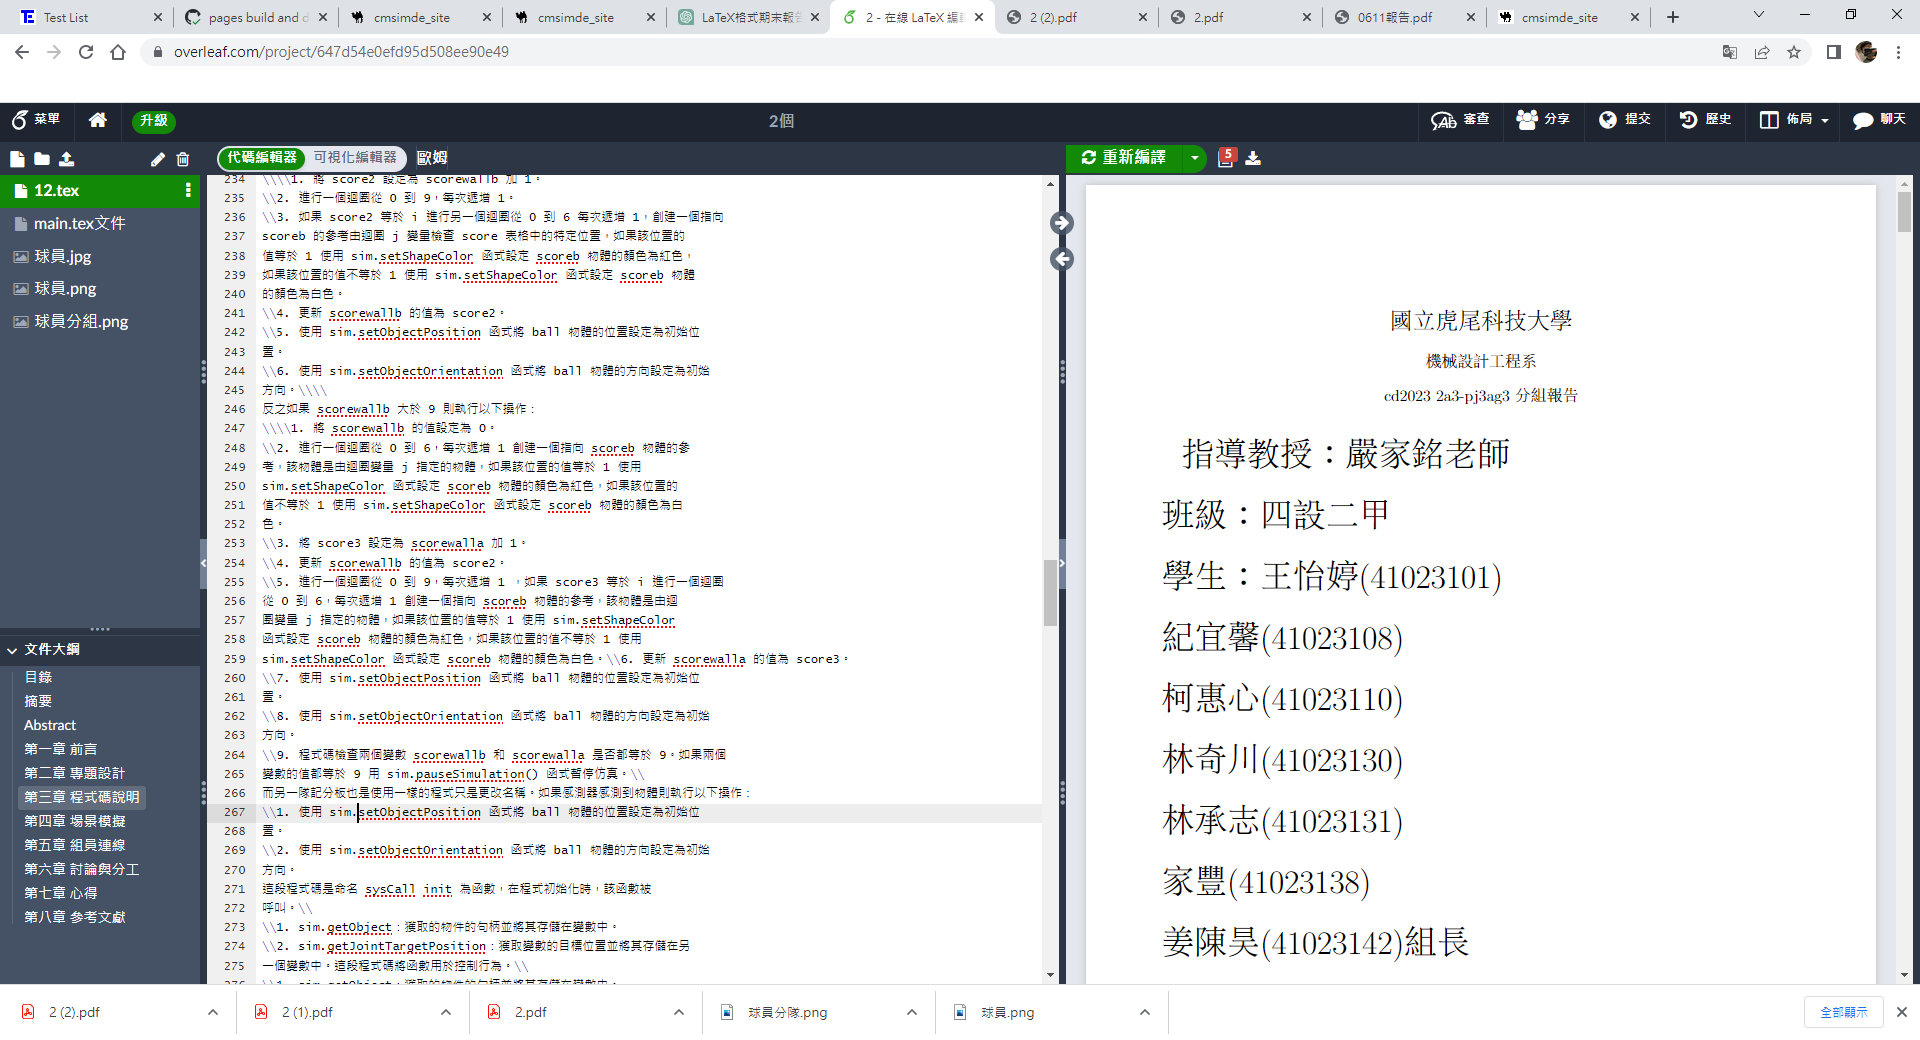 Test List
pages build and d
cmsimde_site
cmsimde_site
LaTeX格式期末報告
2 - 在線 LaTeX 編
2 (2).pdf
2.pdf
0611報告.pdf
cmsimde_site
overleaf.com/project/647d54e0efd95d508ee90e49
菜單
升級
2個
審查
分享
提交
歷史
佈局
聊天
代碼編輯器
可視化編輯器
歐姆
重新編譯
5
12.tex
main.tex文件
球員.jpg
球員.png
球員分組.png
文件大綱
目錄
摘要
Abstract
第一章 前言
第二章 專題設計
第三章 程式碼說明
第四章 場景模擬
第五章 組員連線
第六章 討論與分工
第七章 心得
第八章 參考文獻
234 \\\\1. 將 score2 設定為 scorewallb 加 1。
235 \\2. 進行一個迴圈從 0 到 9，每次遞增 1。
236 \\3. 如果 score2 等於 i 進行另一個迴圈從 0 到 6 每次遞增 1，創建一個指向
237 scoreb 的參考由迴圈 j 變量檢查 score 表格中的特定位置，如果該位置的
238 值等於 1 使用 sim.setShapeColor 函式設定 scoreb 物體的顏色為紅色，
239 如果該位置的值不等於 1 使用 sim.setShapeColor 函式設定 scoreb 物體
240 的顏色為白色。
241 \\4. 更新 scorewallb 的值為 score2。
242 \\5. 使用 sim.setObjectPosition 函式將 ball 物體的位置設定為初始位
243 置。
244 \\6. 使用 sim.setObjectOrientation 函式將 ball 物體的方向設定為初始
245 方向。\\\\
246 反之如果 scorewallb 大於 9 則執行以下操作：
247 \\\\1. 將 scorewallb 的值設定為 0。
248 \\2. 進行一個迴圈從 0 到 6，每次遞增 1 創建一個指向 scoreb 物體的參
249 考，該物體是由迴圈變量 j 指定的物體，如果該位置的值等於 1 使用
250 sim.setShapeColor 函式設定 scoreb 物體的顏色為紅色，如果該位置的
251 值不等於 1 使用 sim.setShapeColor 函式設定 scoreb 物體的顏色為白
252 色。
253 \\3. 將 score3 設定為 scorewalla 加 1。
254 \\4. 更新 scorewallb 的值為 score2。
255 \\5. 進行一個迴圈從 0 到 9，每次遞增 1 ，如果 score3 等於 i 進行一個迴圈
256 從 0 到 6，每次遞增 1 創建一個指向 scoreb 物體的參考，該物體是由迴
257 圈變量 j 指定的物體，如果該位置的值等於 1 使用 sim.setShapeColor
258 函式設定 scoreb 物體的顏色為紅色，如果該位置的值不等於 1 使用
259 sim.setShapeColor 函式設定 scoreb 物體的顏色為白色。\\6. 更新 scorewalla 的值為 score3。
260 \\7. 使用 sim.setObjectPosition 函式將 ball 物體的位置設定為初始位
261 置。
262 \\8. 使用 sim.setObjectOrientation 函式將 ball 物體的方向設定為初始
263 方向。
264 \\9. 程式碼檢查兩個變數 scorewallb 和 scorewalla 是否都等於 9。如果兩個
265 變數的值都等於 9 用 sim.pauseSimulation() 函式暫停仿真。\\
266 而另一隊記分板也是使用一樣的程式只是更改名稱。如果感測器感測到物體則執行以下操作：
267 \\1. 使用 sim.setObjectPosition 函式將 ball 物體的位置設定為初始位
268 置。
269 \\2. 使用 sim.setObjectOrientation 函式將 ball 物體的方向設定為初始
270 方向。
271 這段程式碼是命名 sysCall init 為函數，在程式初始化時，該函數被
272 呼叫。\\
273 \\1. sim.getObject：獲取的物件的句柄並將其存儲在變數中。
274 \\2. sim.getJointTargetPosition：獲取變數的目標位置並將其存儲在另
275 一個變數中。這段程式碼將函數用於控制行為。\\
276 \\1. sim.getObject：獲取的物件的句柄並將其存儲在變數中。
國立虎尾科技大學
機械設計工程系
cd2023 2a3-pj3ag3 分組報告
指導教授：嚴家銘老師
班級：四設二甲
學生：王怡婷(41023101)
紀宜馨(41023108)
柯惠心(41023110)
林奇川(41023130)
林承志(41023131)
家豐(41023138)
姜陳昊(41023142)組長
2 (2).pdf
2 (1).pdf
2.pdf
球員分隊.png
球員.png
全部顯示